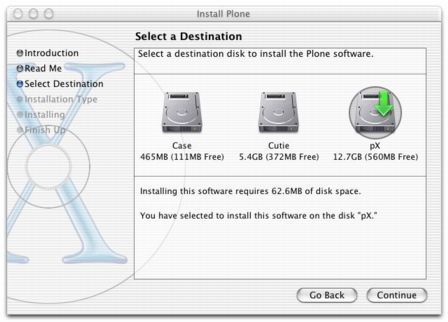 Install Plone
Select a Destination
Introduction
Read Me
Select Destination
Installation Type
Installing
Finish Up
Select a destination disk to install the Plone software.
Case
465MB (111MB Free)
Cutie
5.4GB (372MB Free)
pX
12.7GB (560MB Free)
Installing this software requires 62.6MB of disk space.
You have selected to install this software on the disk "pX."
Go Back
Continue